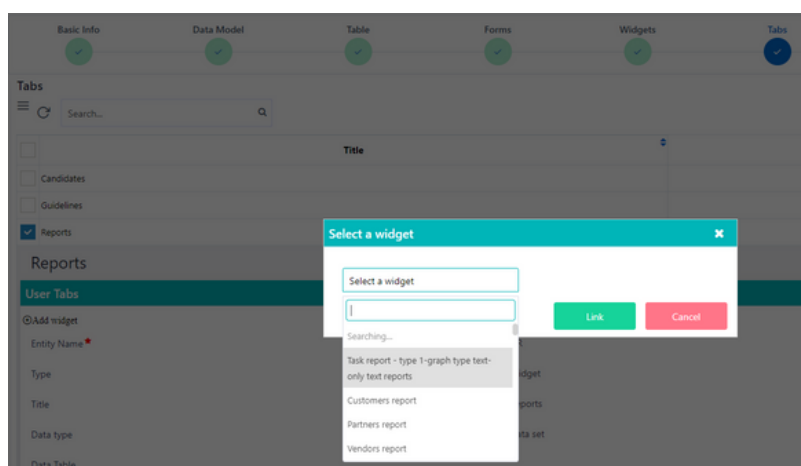 Basic Info Data Model Table Forms Widgets Tabs
Tabs
Search...
Title
Candidates
Guidelines
Reports
Reports
Select a widget
User Tabs
Select a widget
Add widget
Link Cancel
Entity Name*
Searching...
Type
Task report - type 1-graph type text-
only text reports
Title
Customers report
Data type
Partners report
Vendors report
Data Table